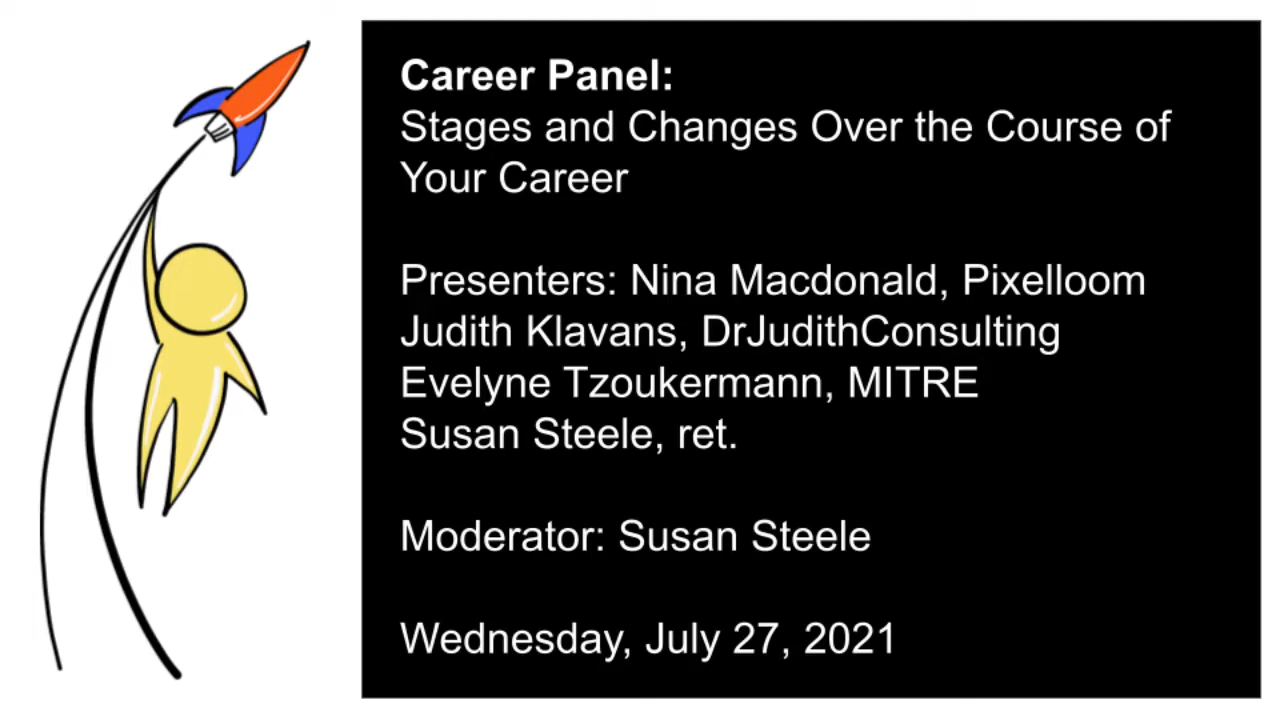 Career Panel:
Stages and Changes Over the Course of
Your Career
Presenters: Nina Macdonald, Pixelloom
Judith Klavans, DrJudithConsulting
Evelyne Tzoukermann, MITRE
Susan Steele, ret.
Moderator: Susan Steele
Wednesday, July 27, 2021